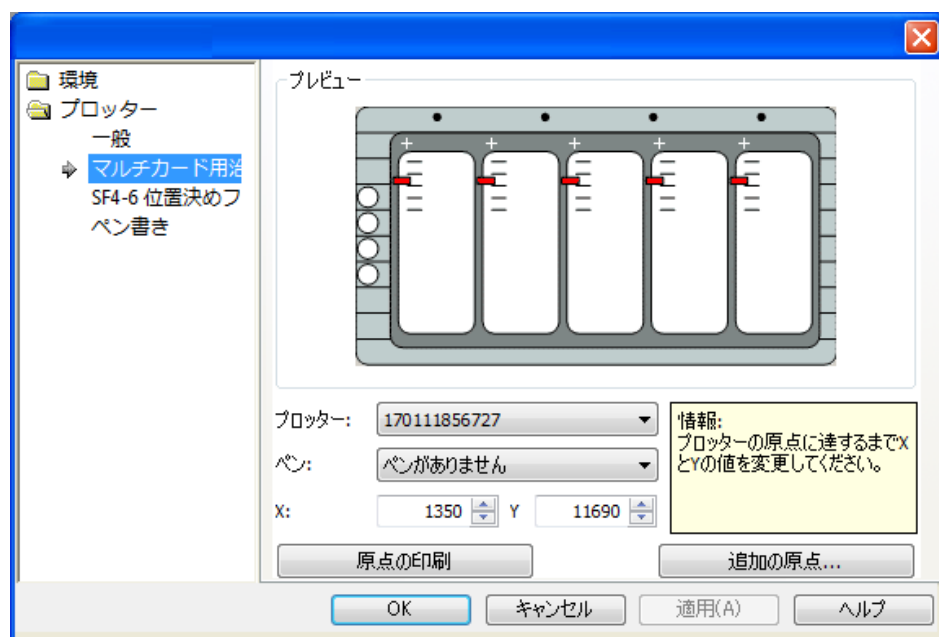 環境
プロッター
一般
マルチカード用治
SF4-6 位置決めフ
ペン書き
プレビュー
プロッター:
170111856727
ペン:
ペンがありません
X:
1350
Y
11690
情報:
プロッターの原点に達するまでX
とYの値を変更してください。
原点の印刷
追加の原点...
OK
キャンセル
適用(A)
ヘルプ